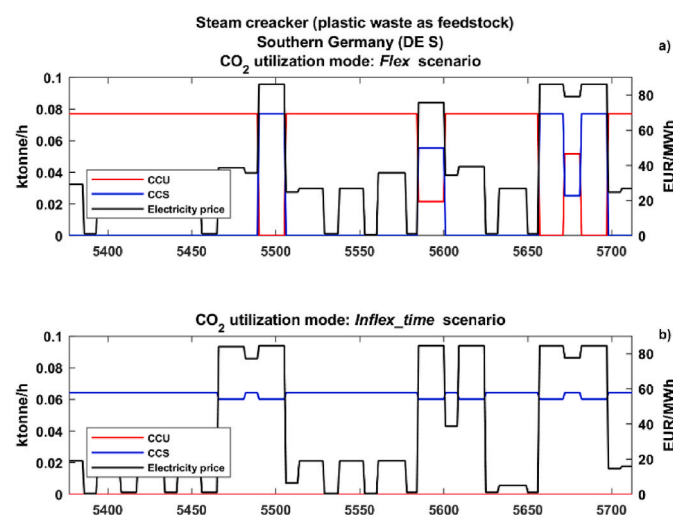 Steam creacker (plastic waste as feedstock)
Southern Germany (DE S)
CO2 utilization mode: Flex scenario
a)
0.1
0.08
0.06
0.04
0.02
0
ktonne/h
CCU
CCS
Electricity price
80
60
40
20
0
EUR/MWh
5400 5450 5500 5550 5600 5650 5700
CO2 utilization mode: Inflex_time scenario
b)
0.1
0.08
0.06
0.04
0.02
0
ktonne/h
CCU
CCS
Electricity price
80
60
40
20
0
EUR/MWh
5400 5450 5500 5550 5600 5650 5700